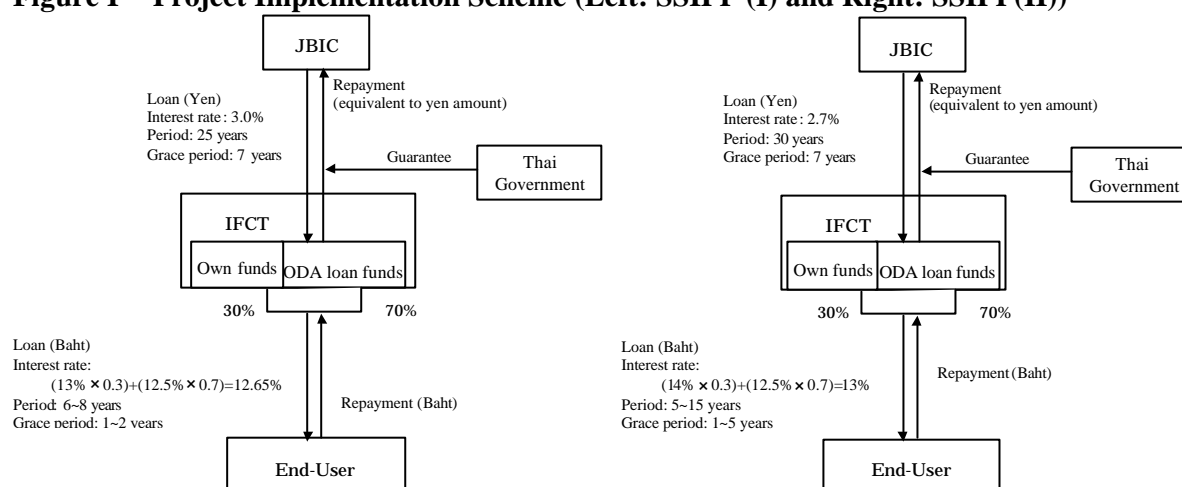 Figure 1 Project Implementation Scheme (Left: SSIPP (I) and Right: SSIPP(II))
JBIC
Repayment
(equivalent to yen amount)
Loan (Yen)
Interest rate: 3.0%
Period: 25 years
Grace period: 7 years
Guarantee
Thai
Government
IFCT
Own funds
ODA loan funds
30%
70%
Loan (Baht)
Interest rate:
(13% × 0.3)+(12.5% × 0.7)=12.65%
Period: 6~8 years
Grace period: 1~2 years
Repayment (Baht)
End-User
JBIC
Repayment
(equivalent to yen amount)
Loan (Yen)
Interest rate: 2.7%
Period: 30 years
Grace period: 7 years
Guarantee
Thai
Government
IFCT
Own funds
ODA loan funds
30%
70%
Loan (Baht)
Interest rate:
(14% × 0.3)+(12.5% × 0.7)=13%
Period: 5~15 years
Grace period: 1~5 years
Repayment (Baht)
End-User